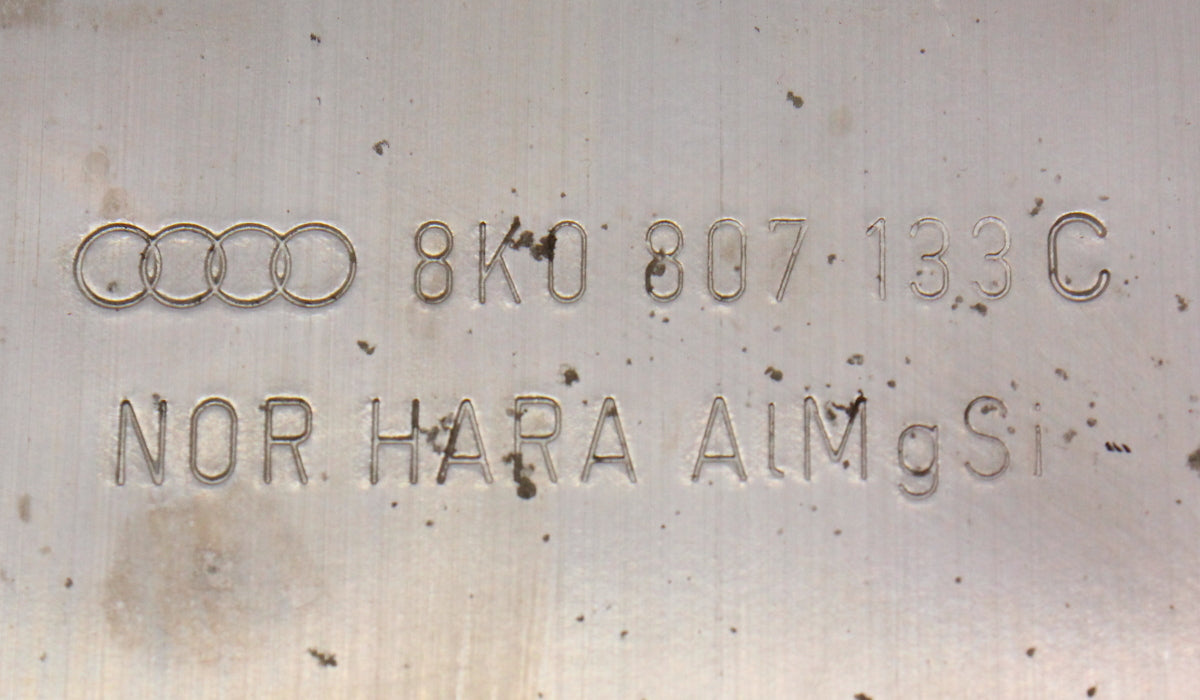 8K0 807 133 C
NOR HARA AlMgSi